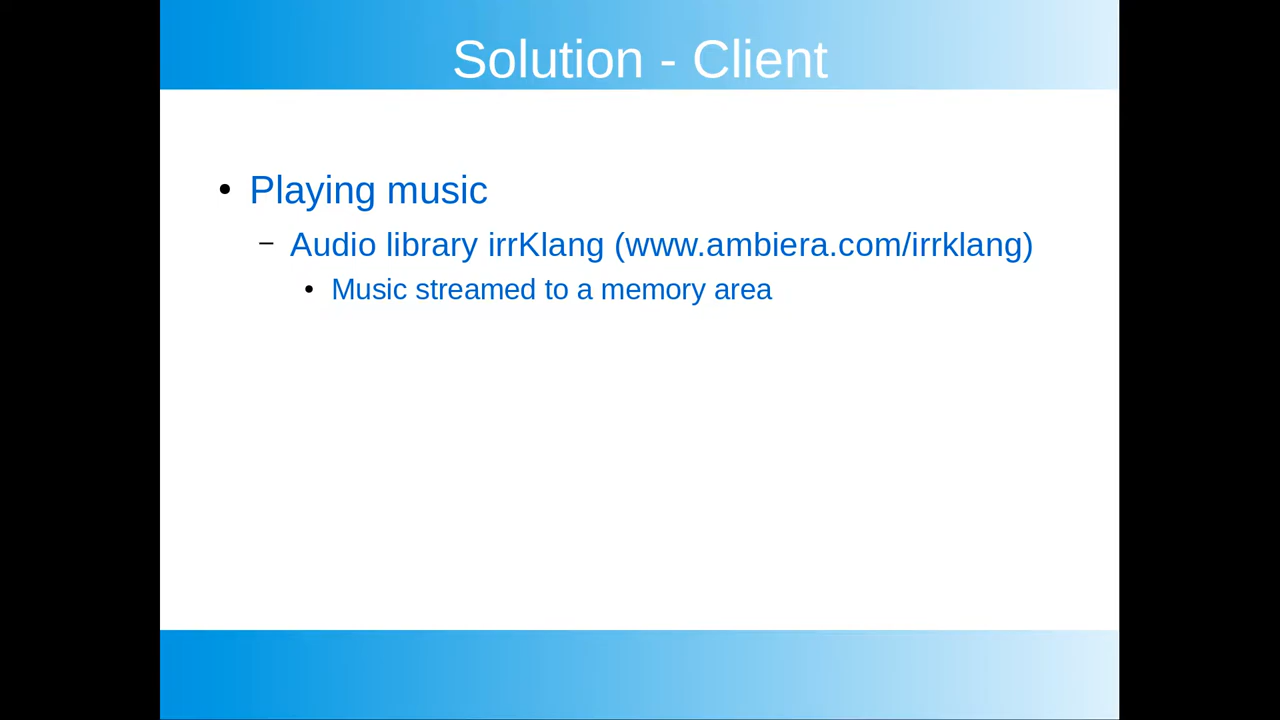 Solution - Client
• Playing music
– Audio library irrKlang (www.ambiera.com/irrklang)
• Music streamed to a memory area